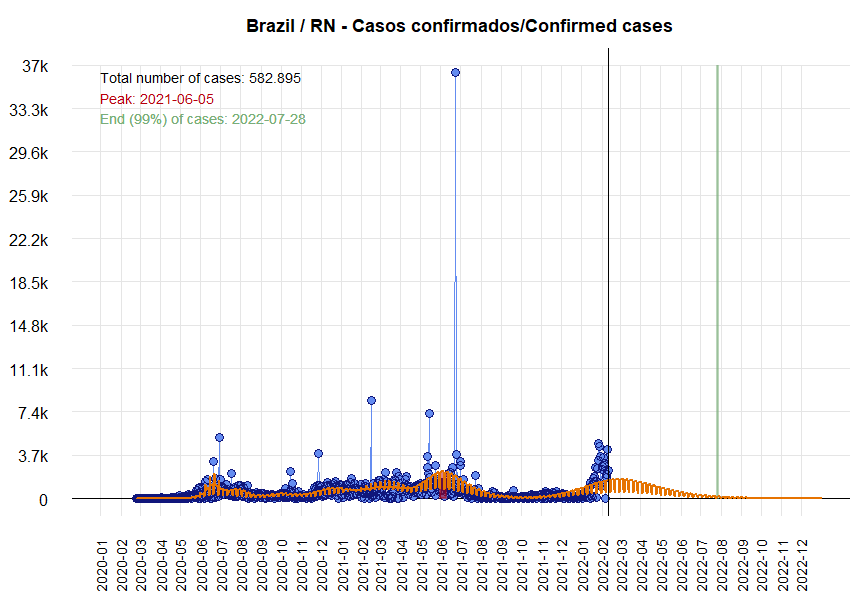 Brazil / RN - Casos confirmados/Confirmed cases
Total number of cases: 582.895
Peak: 2021-06-05
End (99%) of cases: 2022-07-28
37k
33.3k
29.6k
25.9k
22.2k
18.5k
14.8k
11.1k
7.4k
3.7k
0
2020-01
2020-02
2020-03
2020-04
2020-05
2020-06
2020-07
2020-08
2020-09
2020-10
2020-11
2020-12
2021-01
2021-02
2021-03
2021-04
2021-05
2021-06
2021-07
2021-08
2021-09
2021-10
2021-11
2021-12
2022-01
2022-02
2022-03
2022-04
2022-05
2022-06
2022-07
2022-08
2022-09
2022-10
2022-11
2022-12